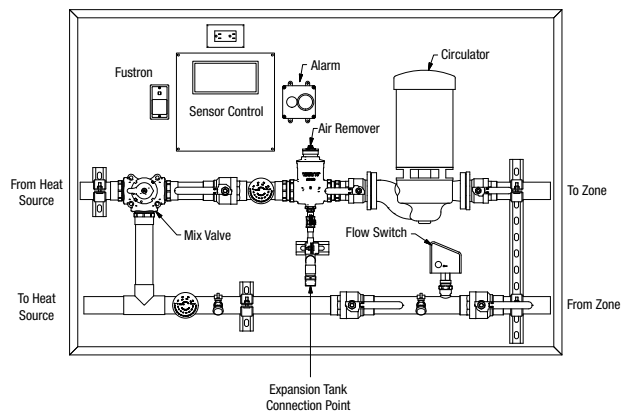 Circulator
Alarm
Fustron
Sensor Control
Air Remover
From Heat
Source
To Zone
Mix Valve
Flow Switch
To Heat
Source
From Zone
Expansion Tank
Connection Point